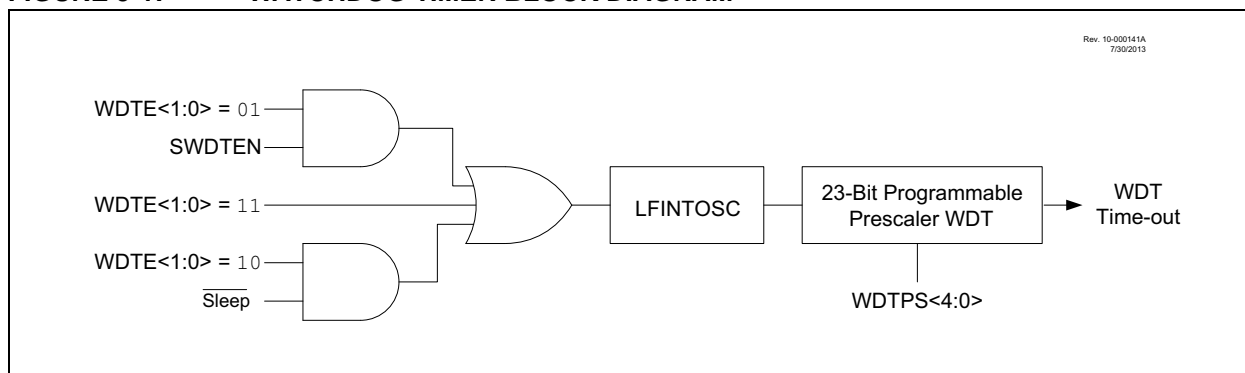 Rev. 10-000141A
7/30/2013
WDTE<1:0> = 01
SWDTEN
WDTE<1:0> = 11
WDTE<1:0> = 10
Sleep
LFINTOSC
23-Bit Programmable
Prescaler WDT
WDT
Time-out
WDTPS<4:0>